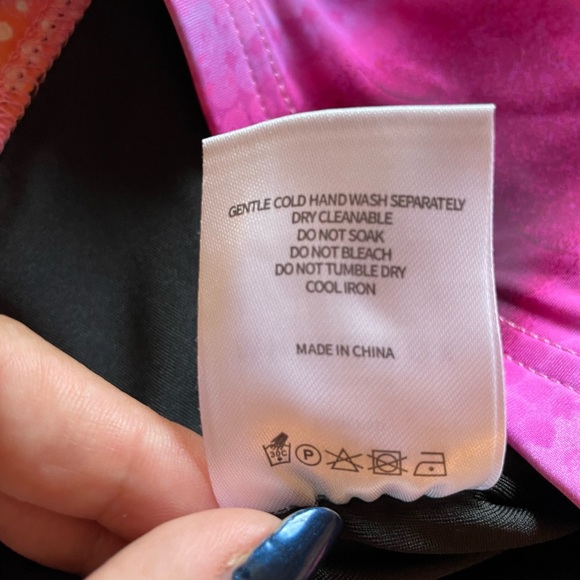 GENTLE COLD HAND WASH SEPARATELY
DRY CLEANABLE
DO NOT SOAK
DO NOT BLEACH
DO NOT TUMBLE DRY
COOL IRON
MADE IN CHINA
30C P